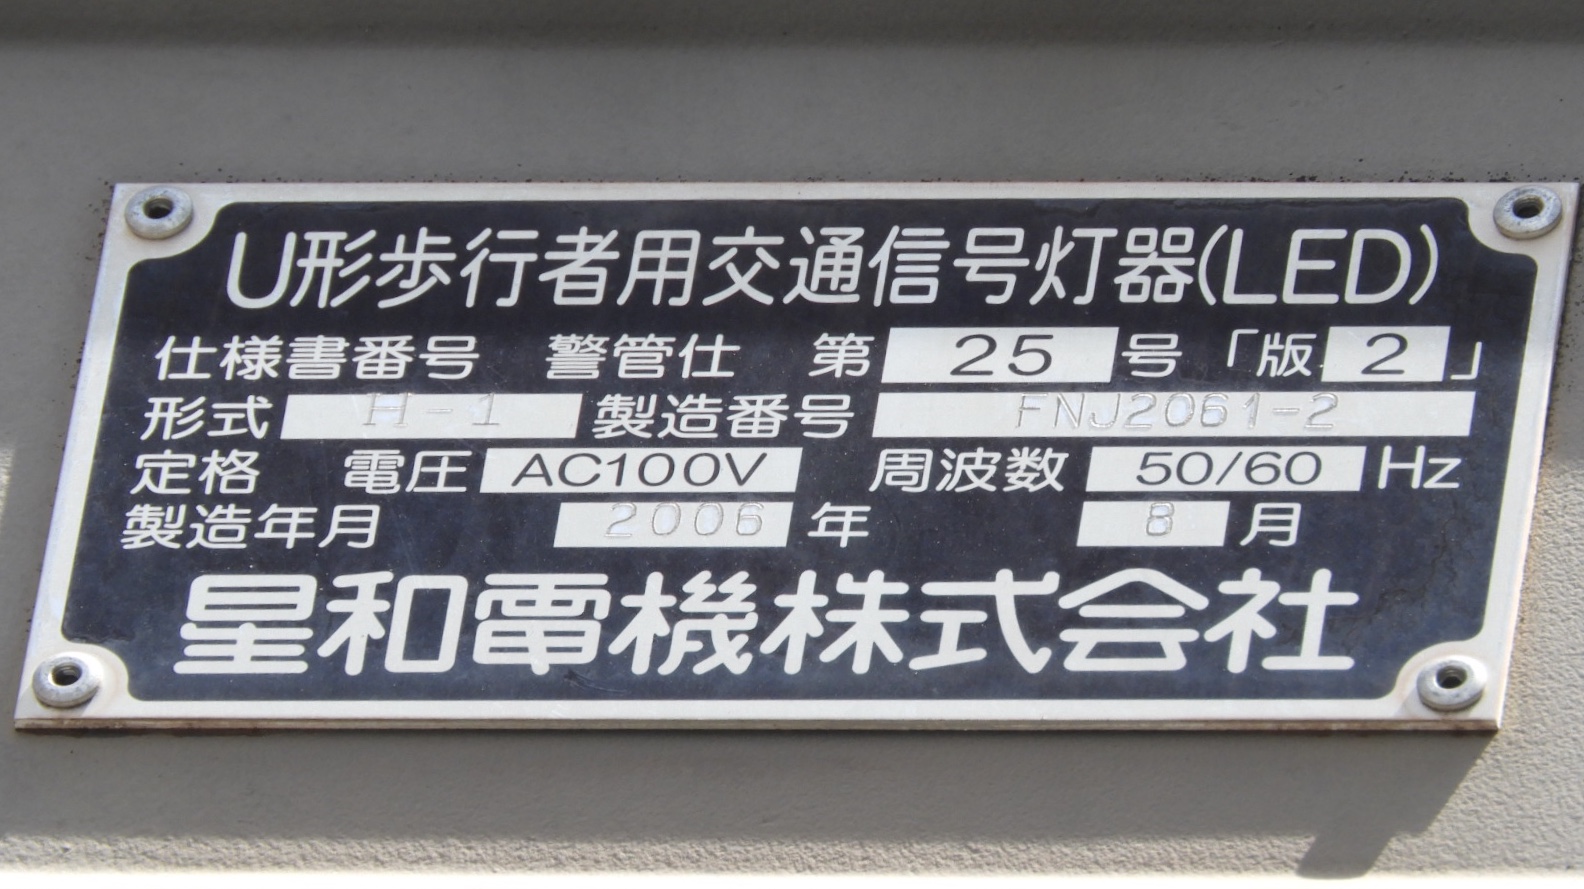 U形歩行者用交通信号灯器(LED)
仕様書番号 警管仕 第 25 号 「版 2 」
形式 H-1 製造番号 FNJ2061-2
定格 電圧 AC100V 周波数 50/60 Hz
製造年月 2006 年 8 月
星和電機株式会社